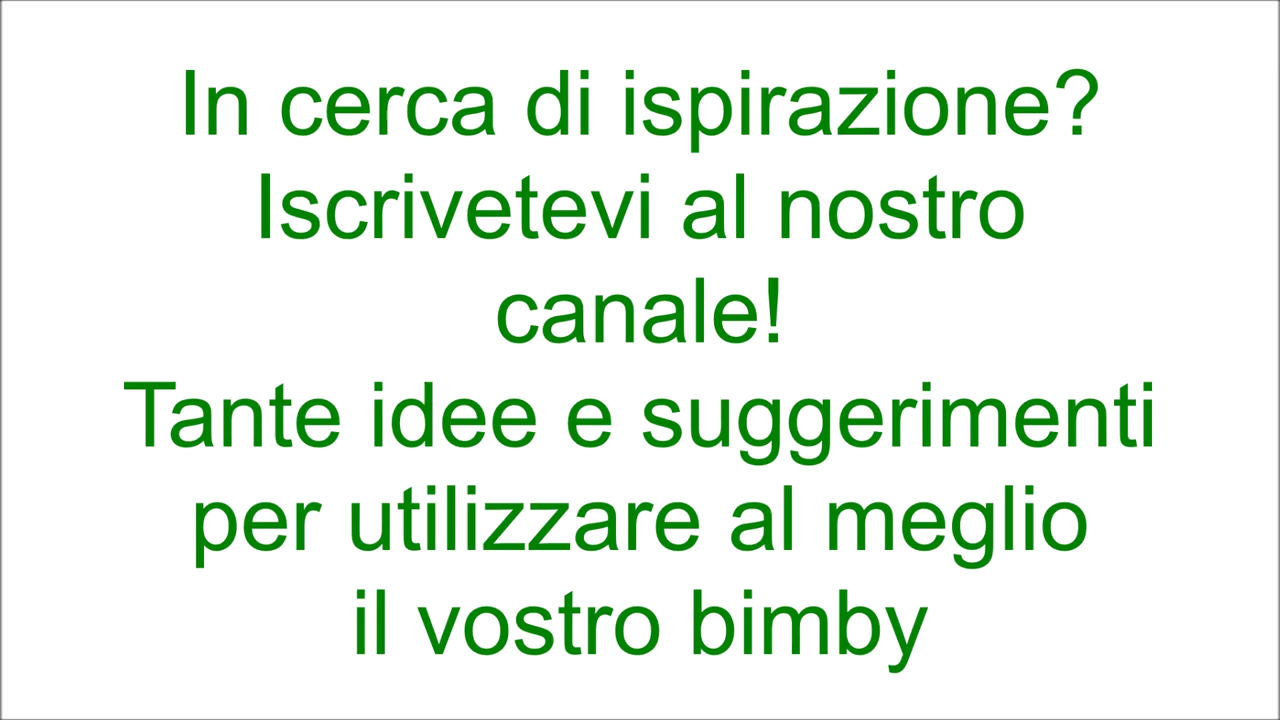 In cerca di ispirazione?
Iscrivetevi al nostro
canale!
Tante idee e suggerimenti
per utilizzare al meglio
il vostro bimby